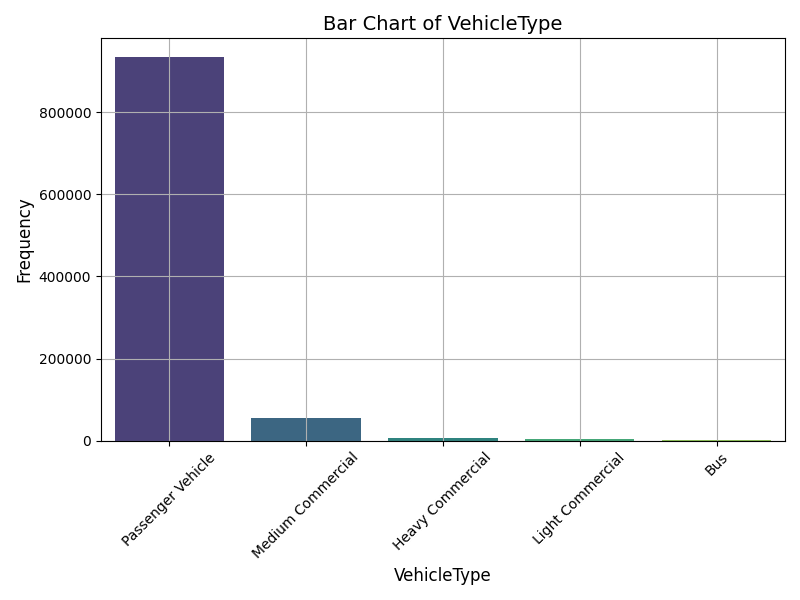 Bar Chart of VehicleType
Frequency
800000
600000
400000
200000
0
Passenger Vehicle
Medium Commercial
Heavy Commercial
Light Commercial
Bus
VehicleType